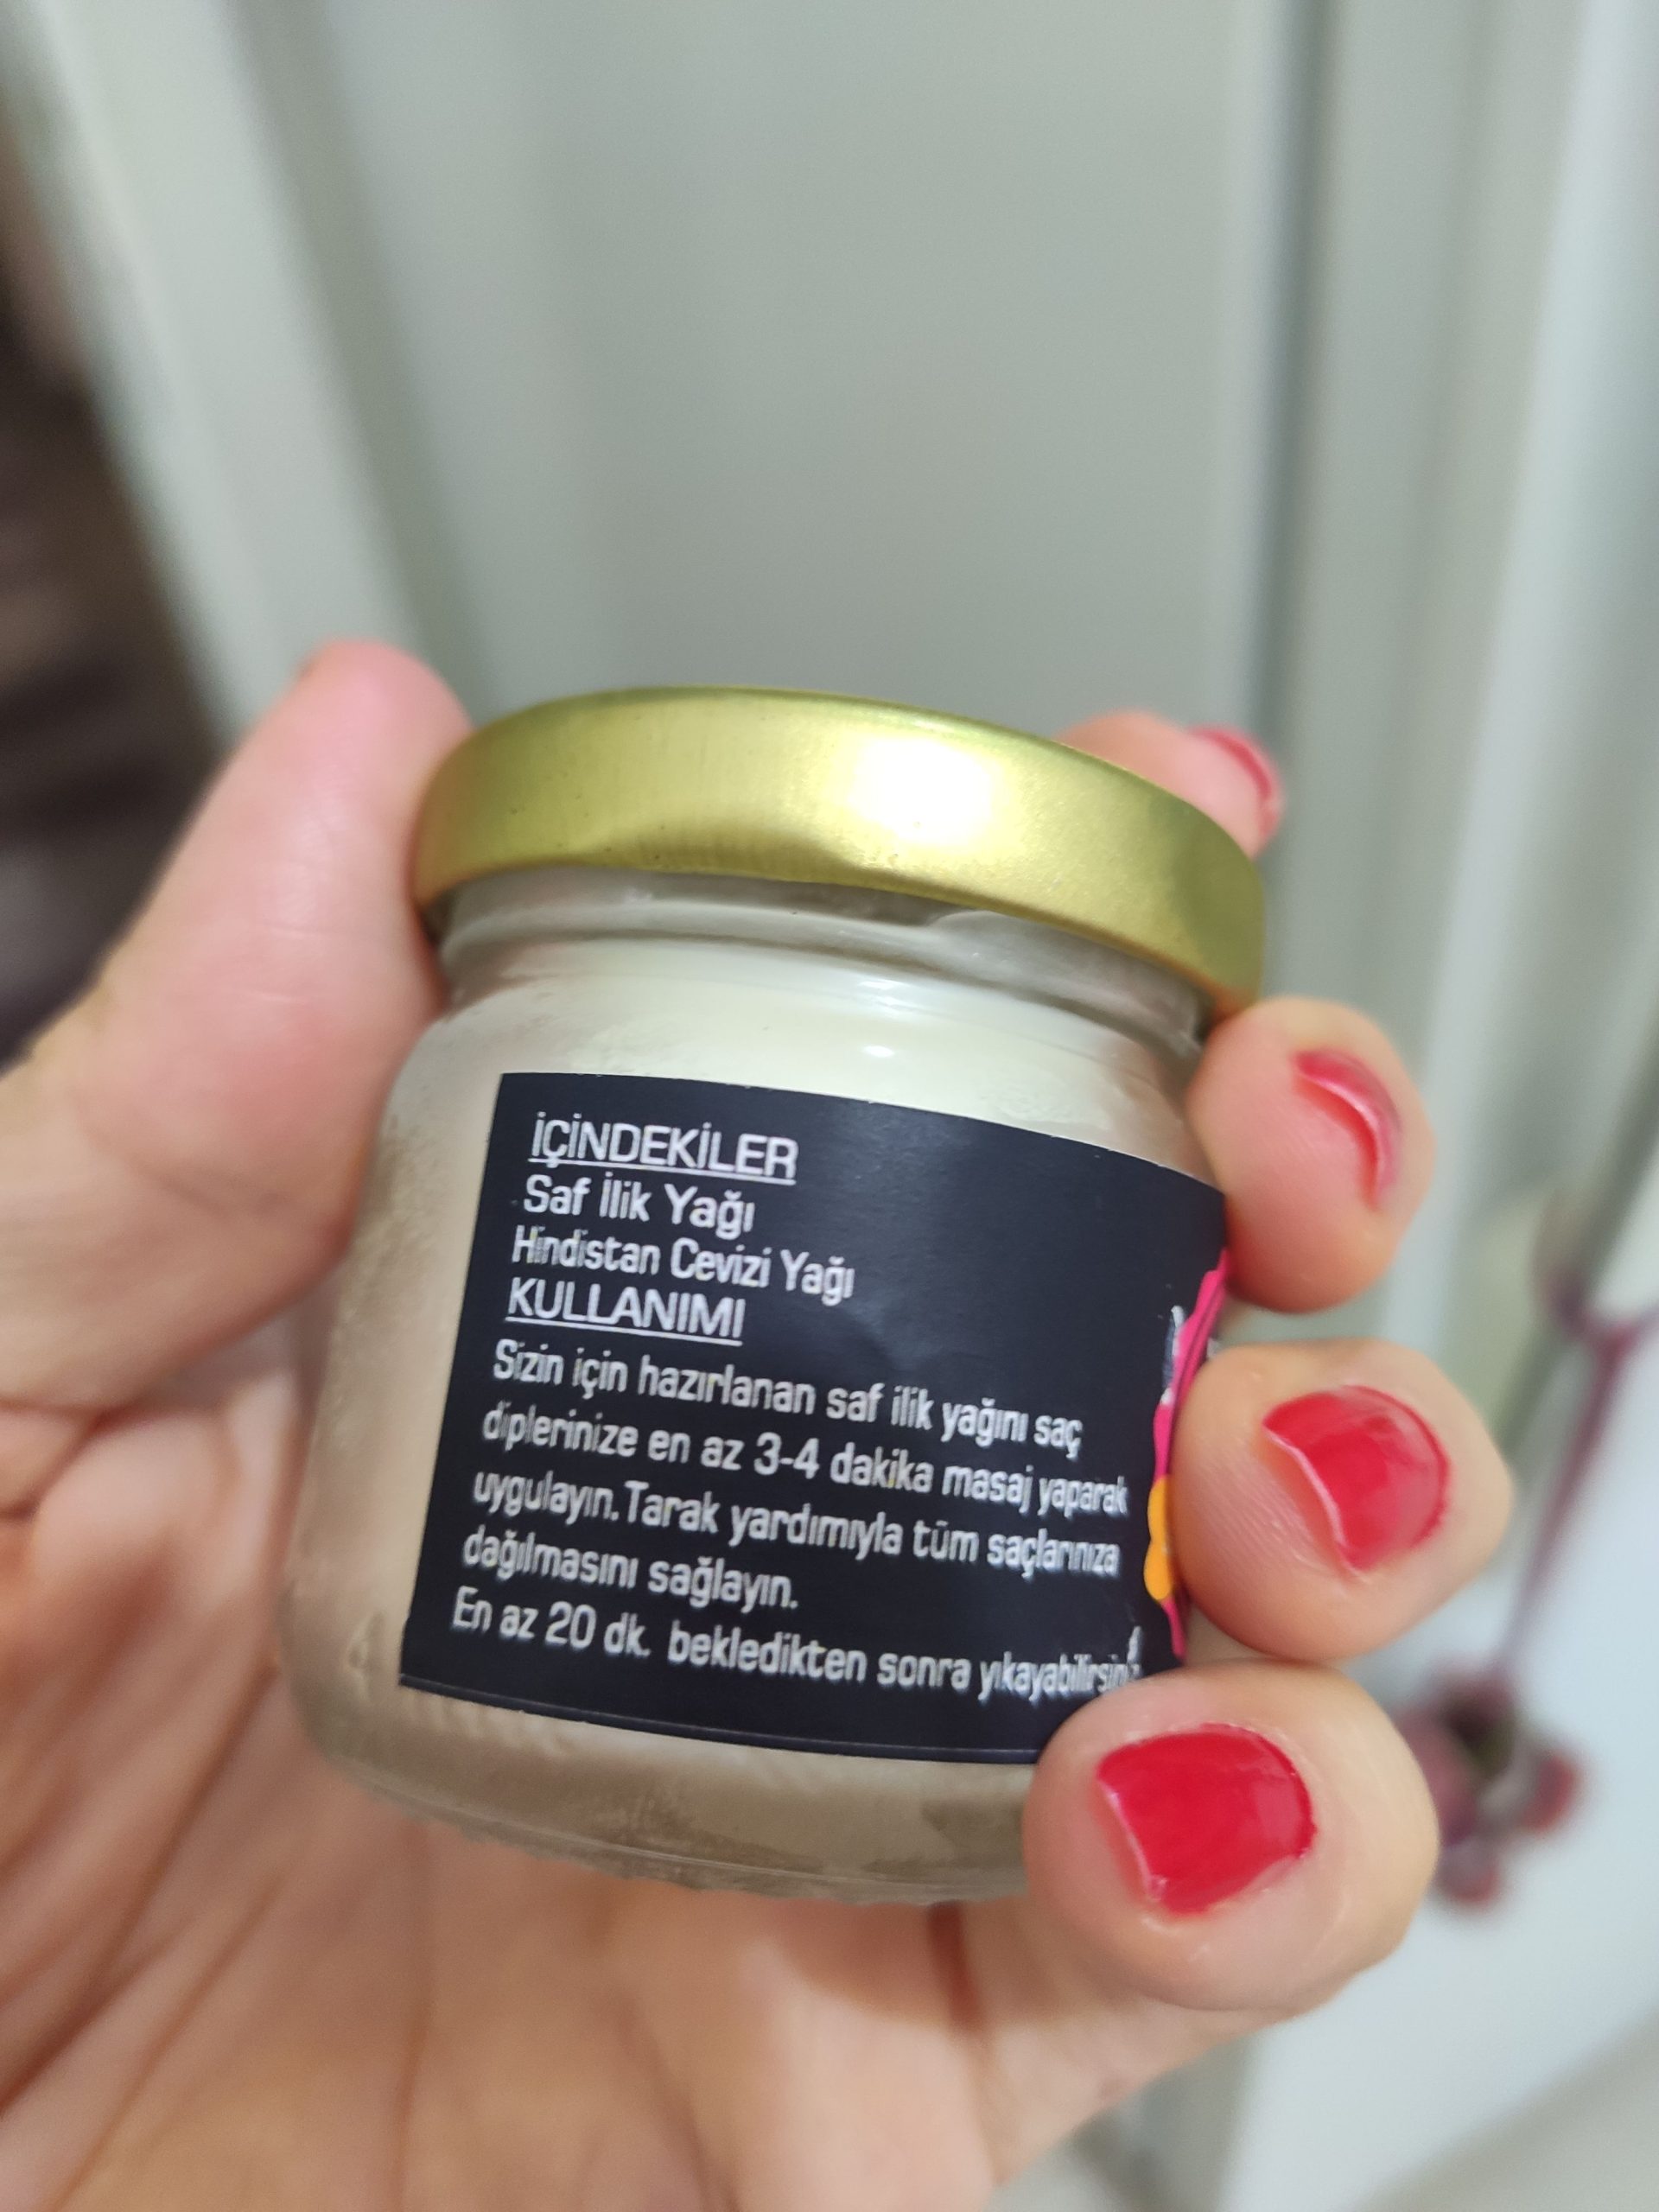 İÇİNDEKİLER
Saf İlik Yağı
Hindistan Cevizi Yağı
KULLANIMI
Sizin için hazırlanan saf ilik yağını saç
diplerinize en az 3-4 dakika masaj yaparak
uygulayın.Tarak yardımıyla tüm saçlarınıza
dağılmasını sağlayın.
En az 20 dk. bekledikten sonra yıkayabilirsiniz